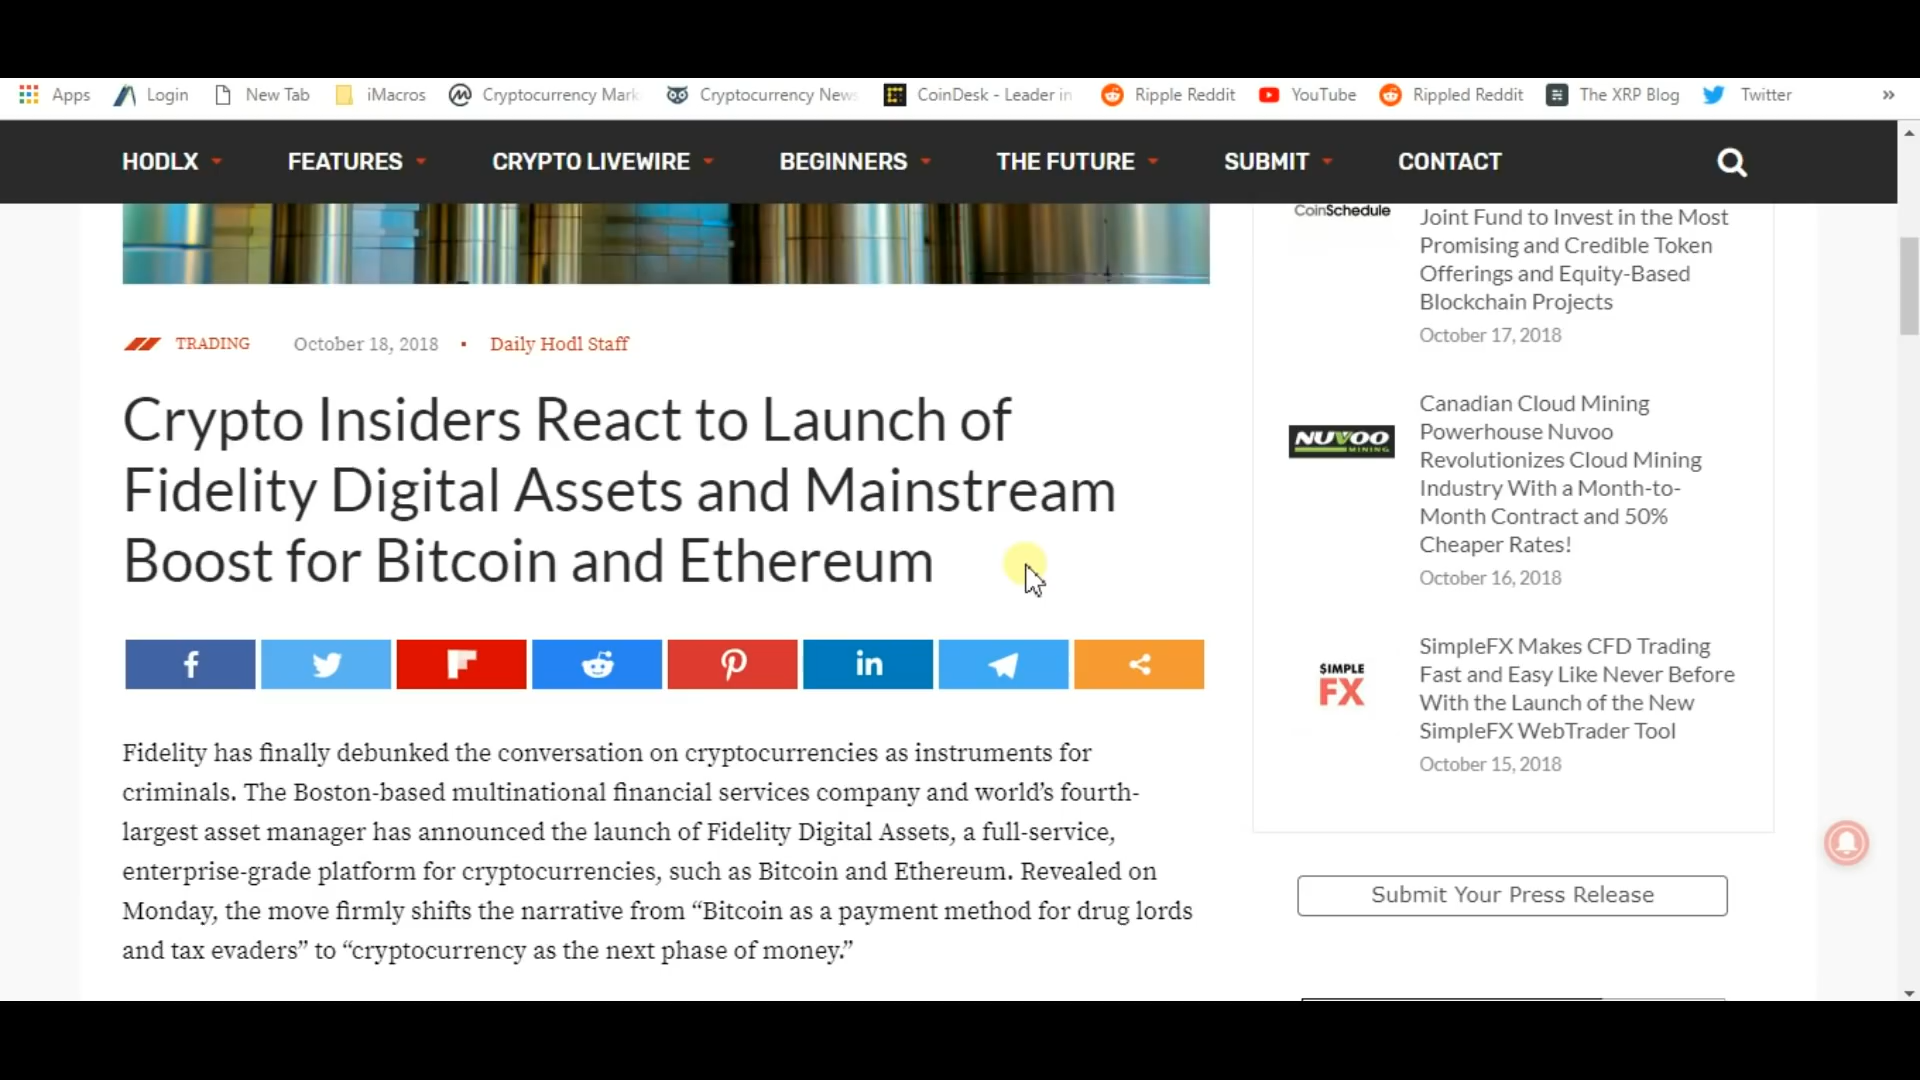 Apps Login New Tab iMacros Cryptocurrency Mark Cryptocurrency News CoinDesk - Leader in Ripple Reddit YouTube Rippled Reddit The XRP Blog Twitter »
HODLX FEATURES CRYPTO LIVEWIRE BEGINNERS THE FUTURE SUBMIT CONTACT
TRADING October 18, 2018 • Daily Hodl Staff
Crypto Insiders React to Launch of
Fidelity Digital Assets and Mainstream
Boost for Bitcoin and Ethereum
Fidelity has finally debunked the conversation on cryptocurrencies as instruments for
criminals. The Boston-based multinational financial services company and world’s fourth-
largest asset manager has announced the launch of Fidelity Digital Assets, a full-service,
enterprise-grade platform for cryptocurrencies, such as Bitcoin and Ethereum. Revealed on
Monday, the move firmly shifts the narrative from “Bitcoin as a payment method for drug lords
and tax evaders” to “cryptocurrency as the next phase of money.”
CoinSchedule
Joint Fund to Invest in the Most
Promising and Credible Token
Offerings and Equity-Based
Blockchain Projects
October 17, 2018
NUVOO
MINING
Canadian Cloud Mining
Powerhouse Nuvoo
Revolutionizes Cloud Mining
Industry With a Month-to-
Month Contract and 50%
Cheaper Rates!
October 16, 2018
SIMPLE
FX
SimpleFX Makes CFD Trading
Fast and Easy Like Never Before
With the Launch of the New
SimpleFX WebTrader Tool
October 15, 2018
Submit Your Press Release